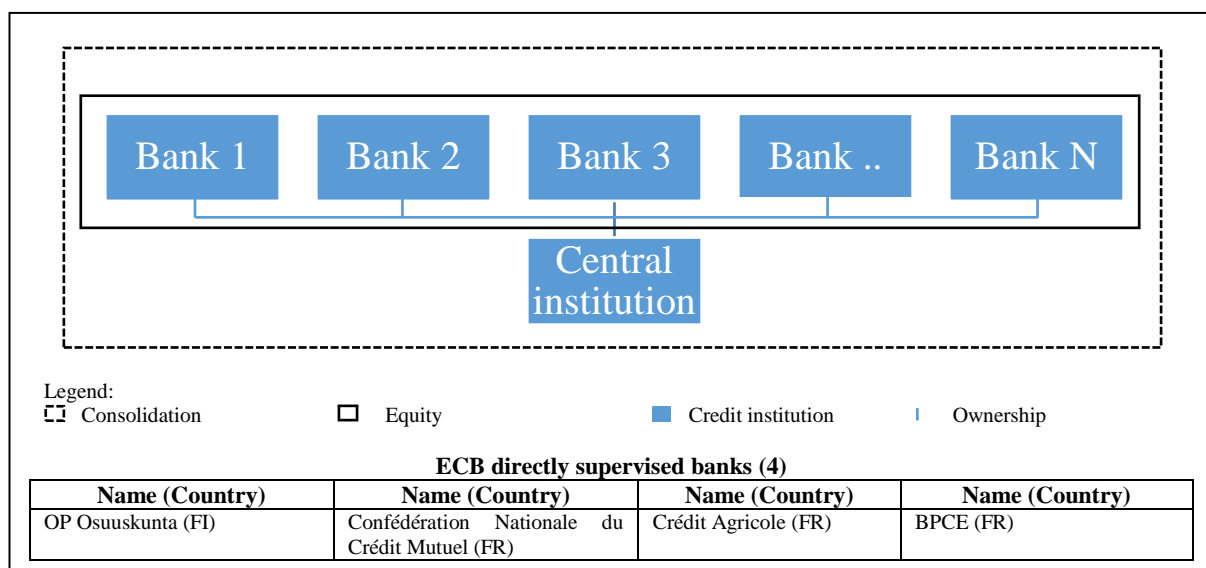 Bank 1 Bank 2 Bank 3 Bank .. Bank N
Central
institution
Legend:
Consolidation Equity Credit institution Ownership
ECB directly supervised banks (4)
Name (Country) Name (Country) Name (Country) Name (Country)
OP Osuuskunta (FI) Confédération Nationale du Crédit Agricole (FR) BPCE (FR)
Crédit Mutuel (FR)